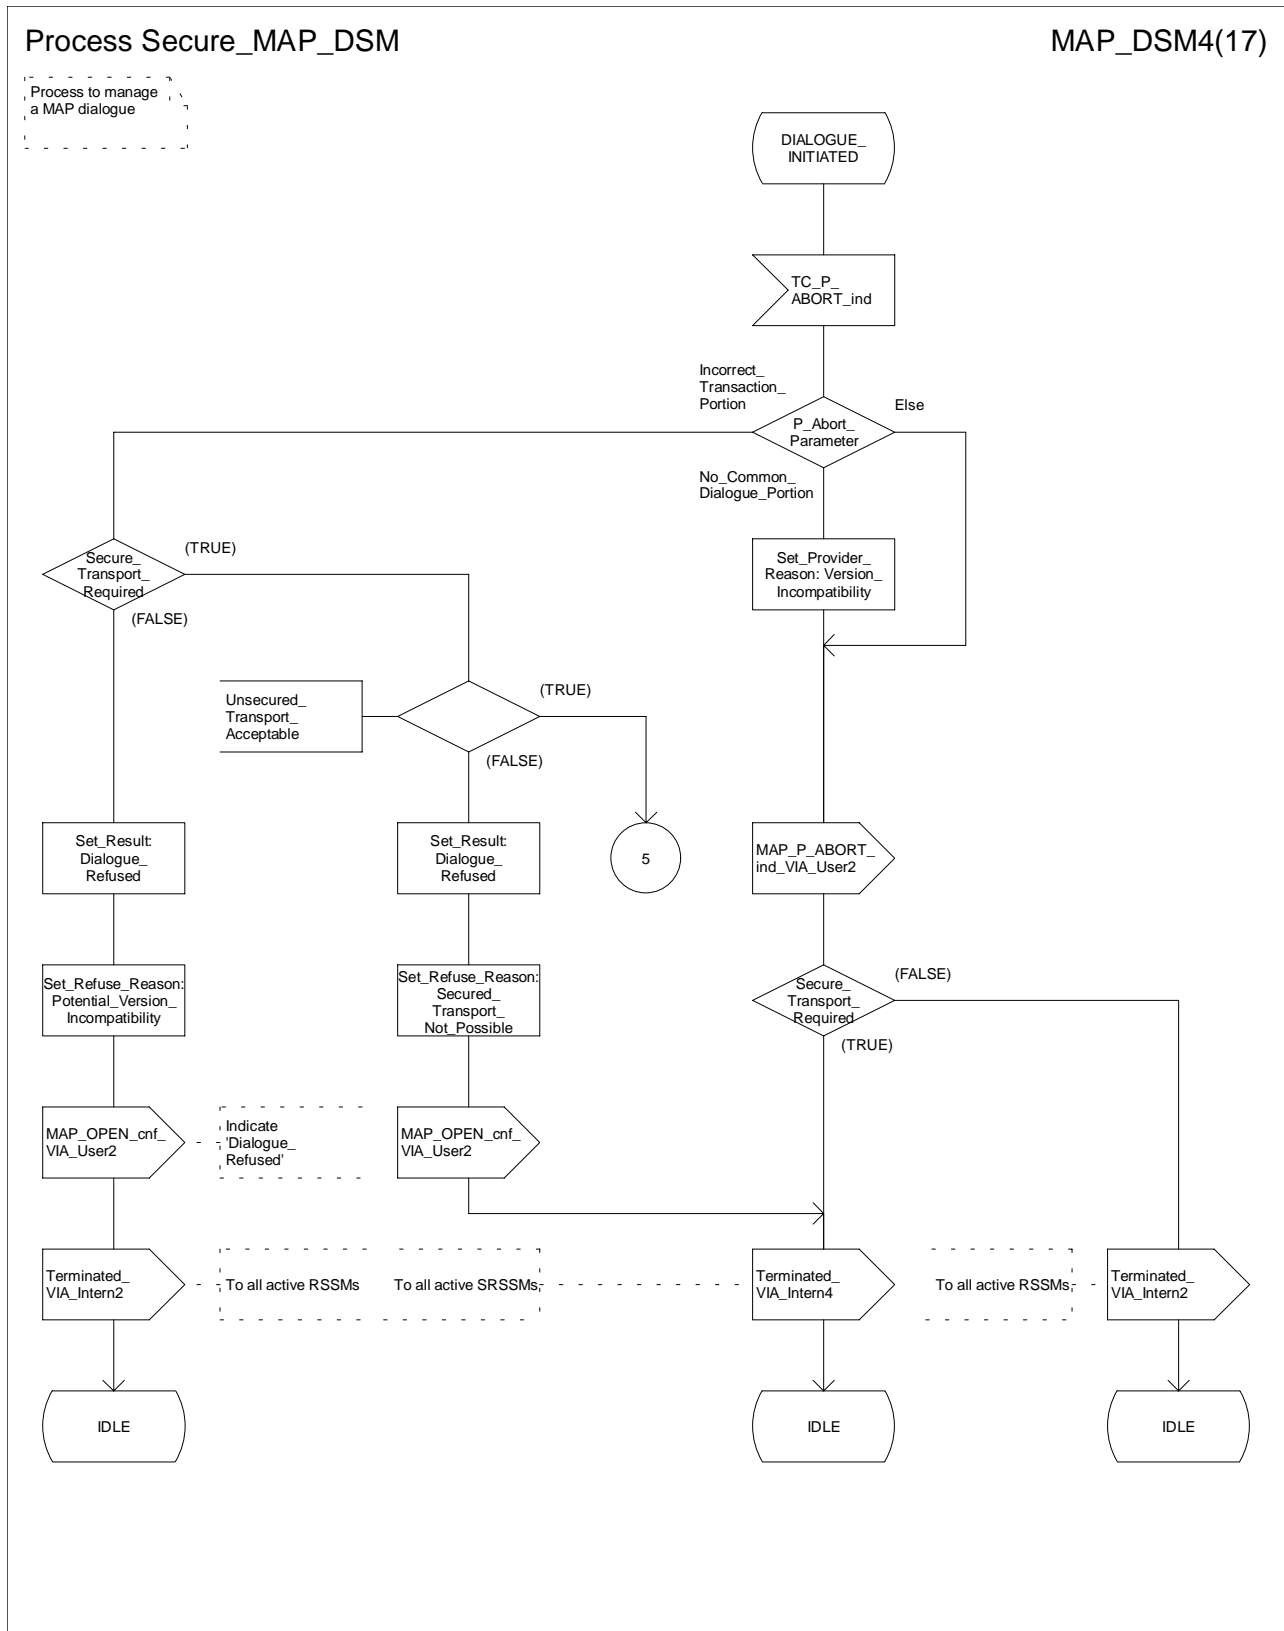 Process Secure_MAP_DSM
MAP_DSM4(17)
Process to manage
a MAP dialogue
DIALOGUE_
INITIATED
TC_P_
ABORT_ind
Incorrect_
Transaction_
Portion
Else
P_Abort_
Parameter
No_Common_
Dialogue_Portion
Secure_
Transport_
Required
(TRUE)
(FALSE)
Set_Provider_
Reason: Version_
Incompatibility
Unsecured_
Transport_
Acceptable
(TRUE)
(FALSE)
Set_Result:
Dialogue_
Refused
Set_Result:
Dialogue_
Refused
5
MAP_P_ABORT_
ind_VIA_User2
Set_Refuse_Reason:
Potential_Version_
Incompatibility
Set_Refuse_Reason:
Secured_
Transport_
Not_Possible
Secure_
Transport_
Required
(FALSE)
(TRUE)
MAP_OPEN_cnf_
VIA_User2
Indicate
'Dialogue_
Refused'
MAP_OPEN_cnf_
VIA_User2
Terminated_
VIA_Intern2
To all active RSSMs
To all active SRSSMs
Terminated_
VIA_Intern4
To all active RSSMs
Terminated_
VIA_Intern2
IDLE
IDLE
IDLE